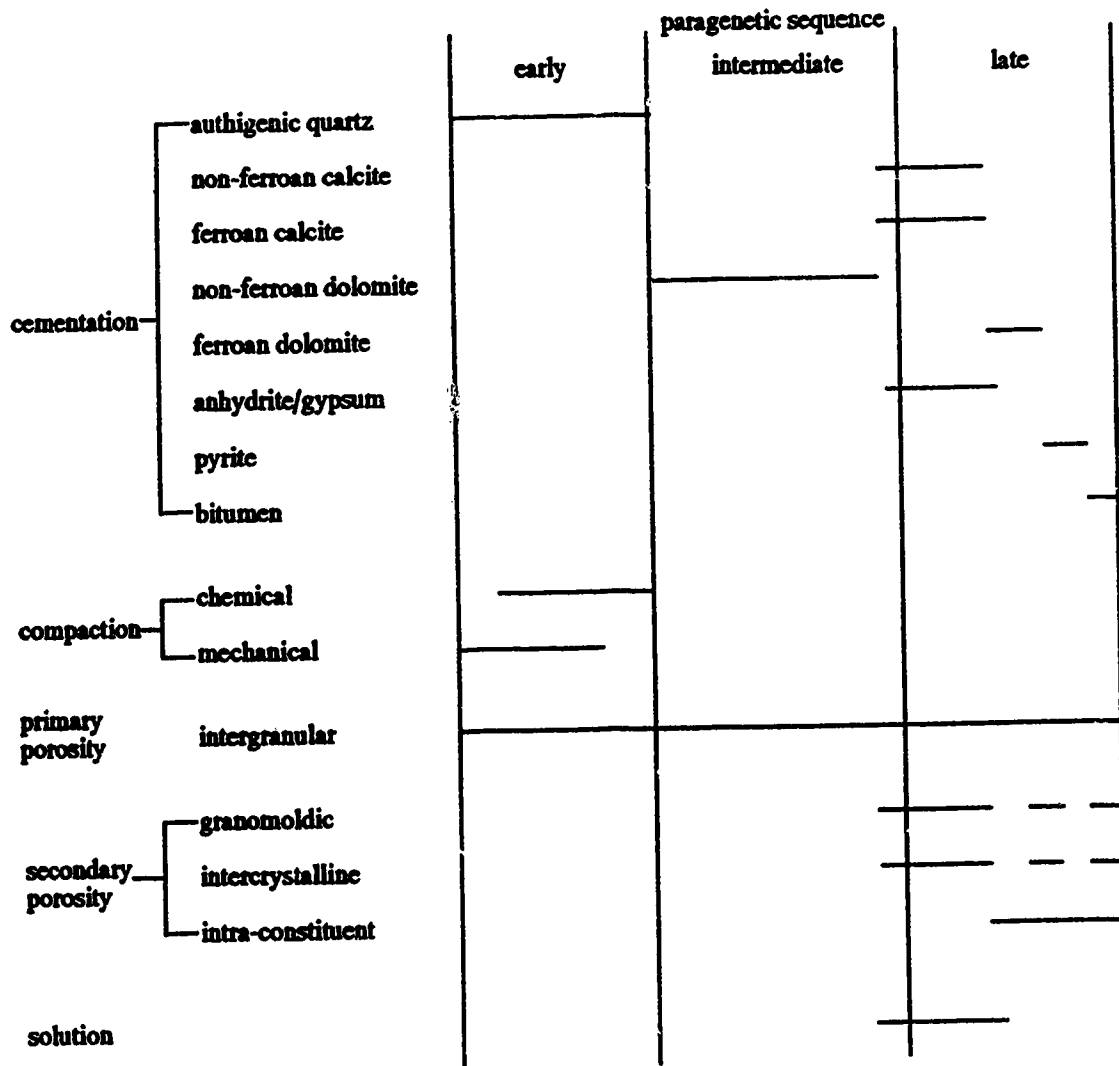 paragenetic sequence
early
intermediate
late
authigenic quartz
non-ferroan calcite
ferroan calcite
non-ferroan dolomite
cementation
ferroan dolomite
anhydrite/gypsum
pyrite
bitumen
chemical
compaction
mechanical
primary
porosity
intergranular
granomoldic
secondary
porosity
intercrystalline
intra-constituent
solution